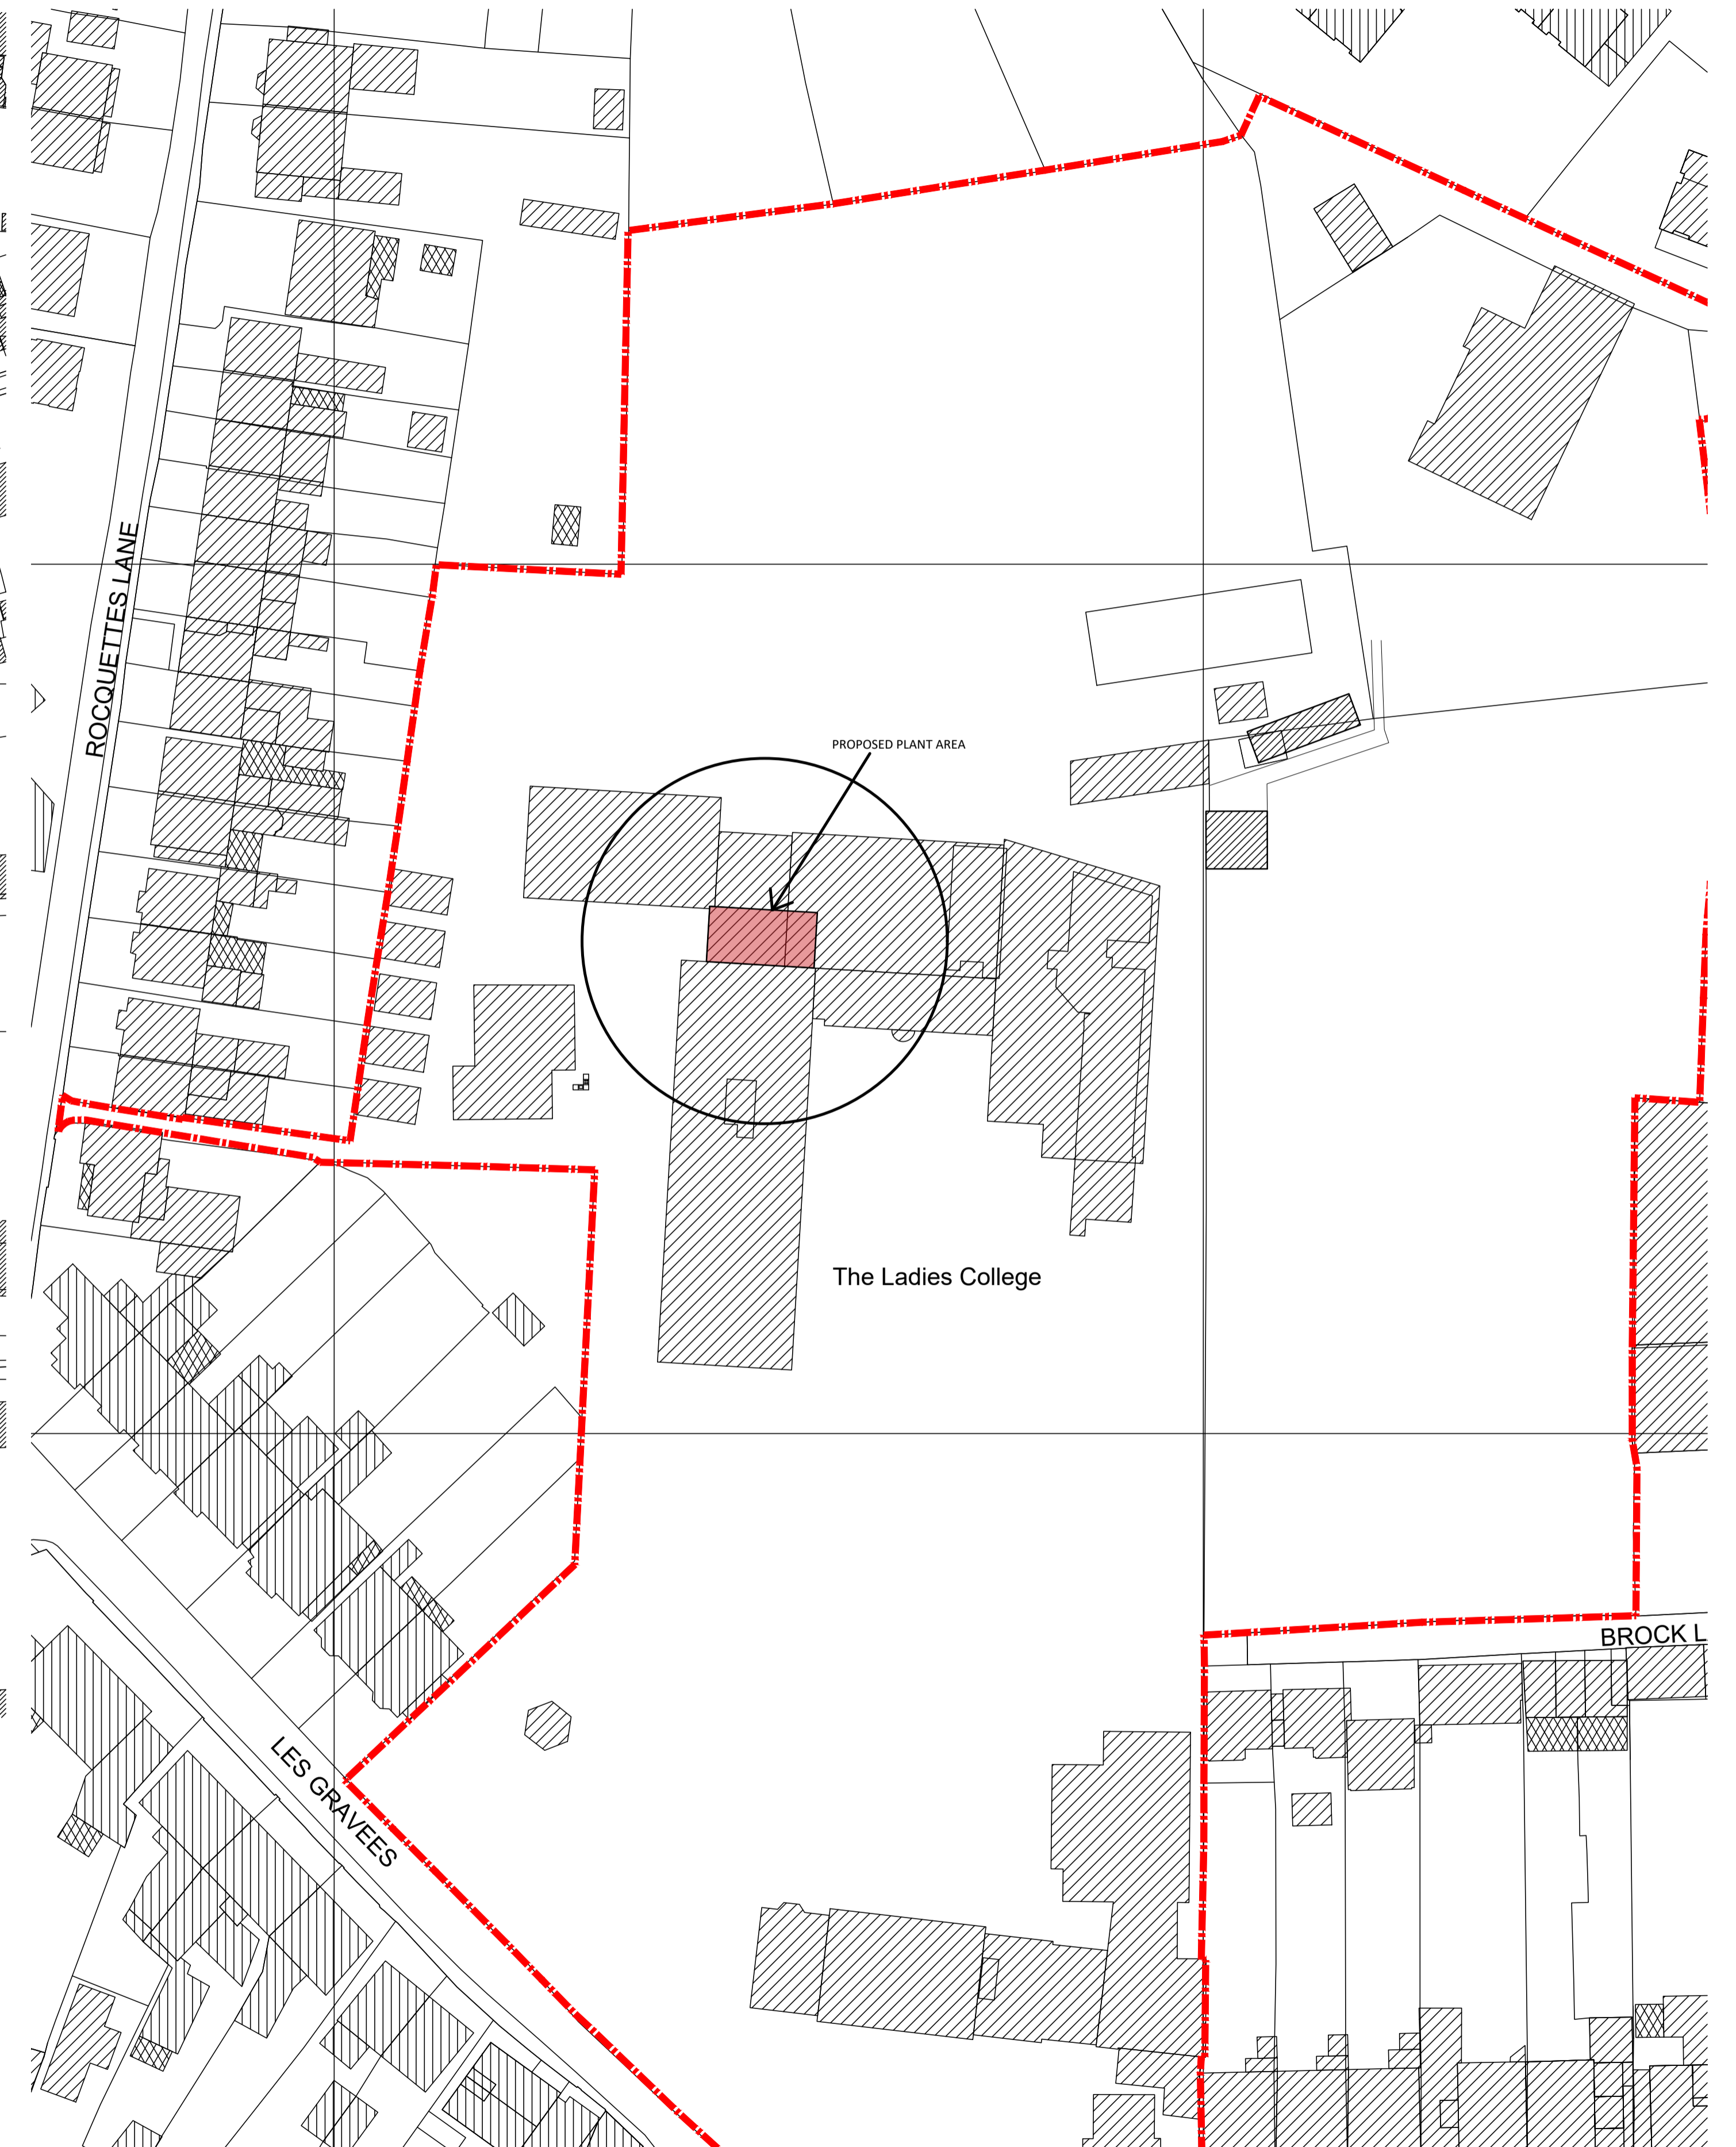 ROCQUETTES LANE
PROPOSED PLANT AREA
The Ladies College
BROCK L
LES GRAVEES